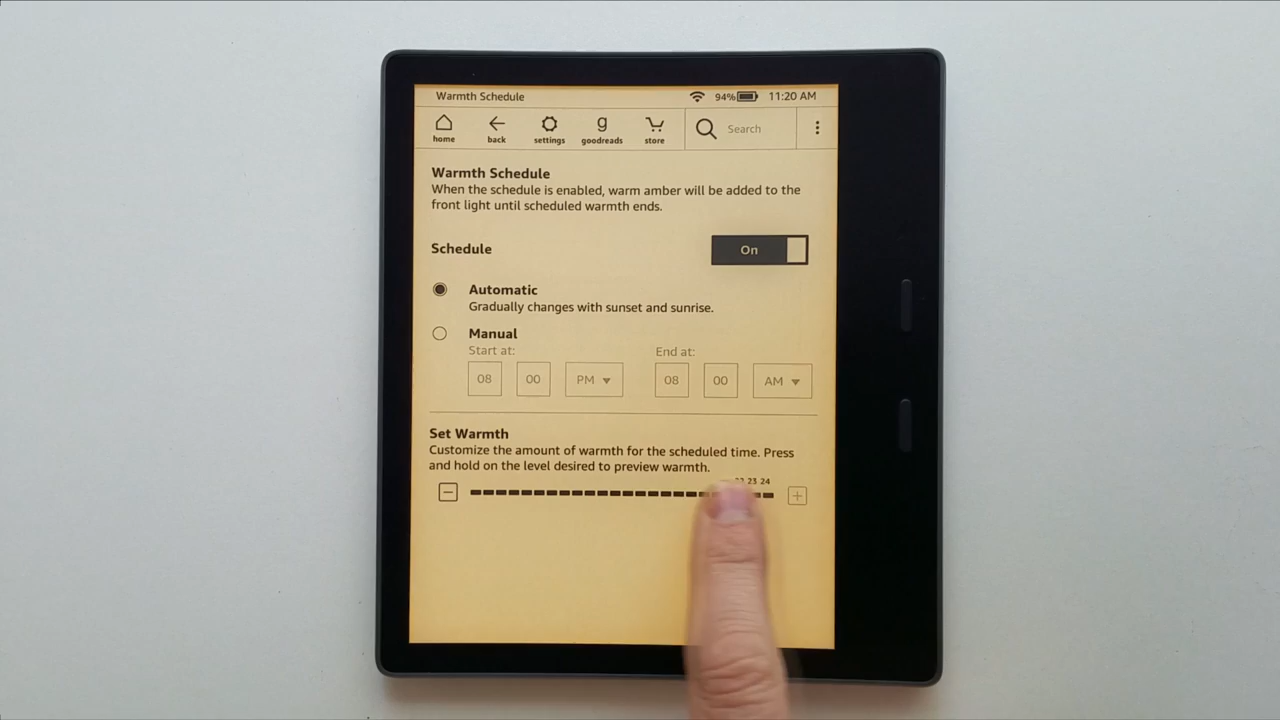 Warmth Schedule 94% 11:20 AM
home back settings goodreads store Search
Warmth Schedule
When the schedule is enabled, warm amber will be added to the
front light until scheduled warmth ends.
Schedule On
Automatic
Gradually changes with sunset and sunrise.
Manual
Start at: End at:
08 00 PM 08 00 AM
Set Warmth
Customize the amount of warmth for the scheduled time. Press
and hold on the level desired to preview warmth.
23 24